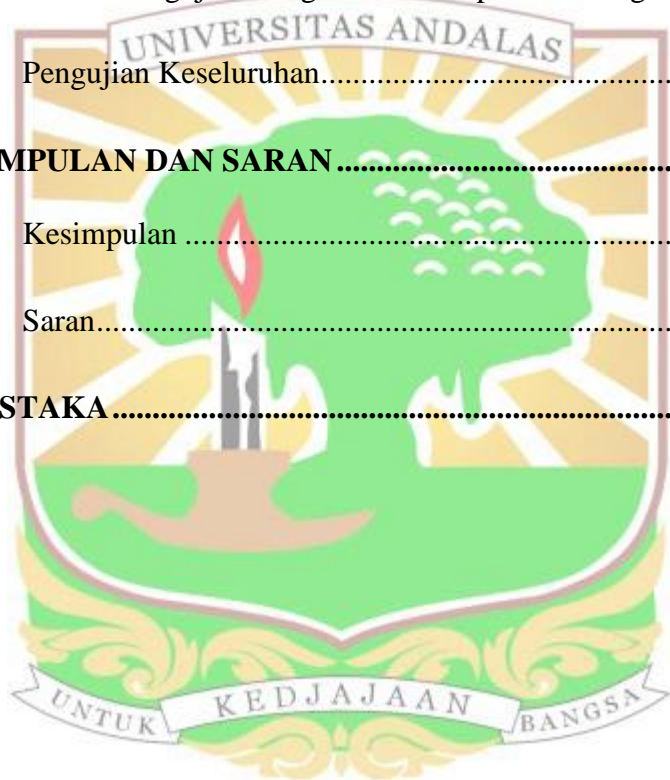 UNIVERSITAS ANDALAS
Pengujian Keseluruhan
MPULAN DAN SARAN
Kesimpulan
Saran
STAKA
UNTUK KEDJAJAAN BANGSA